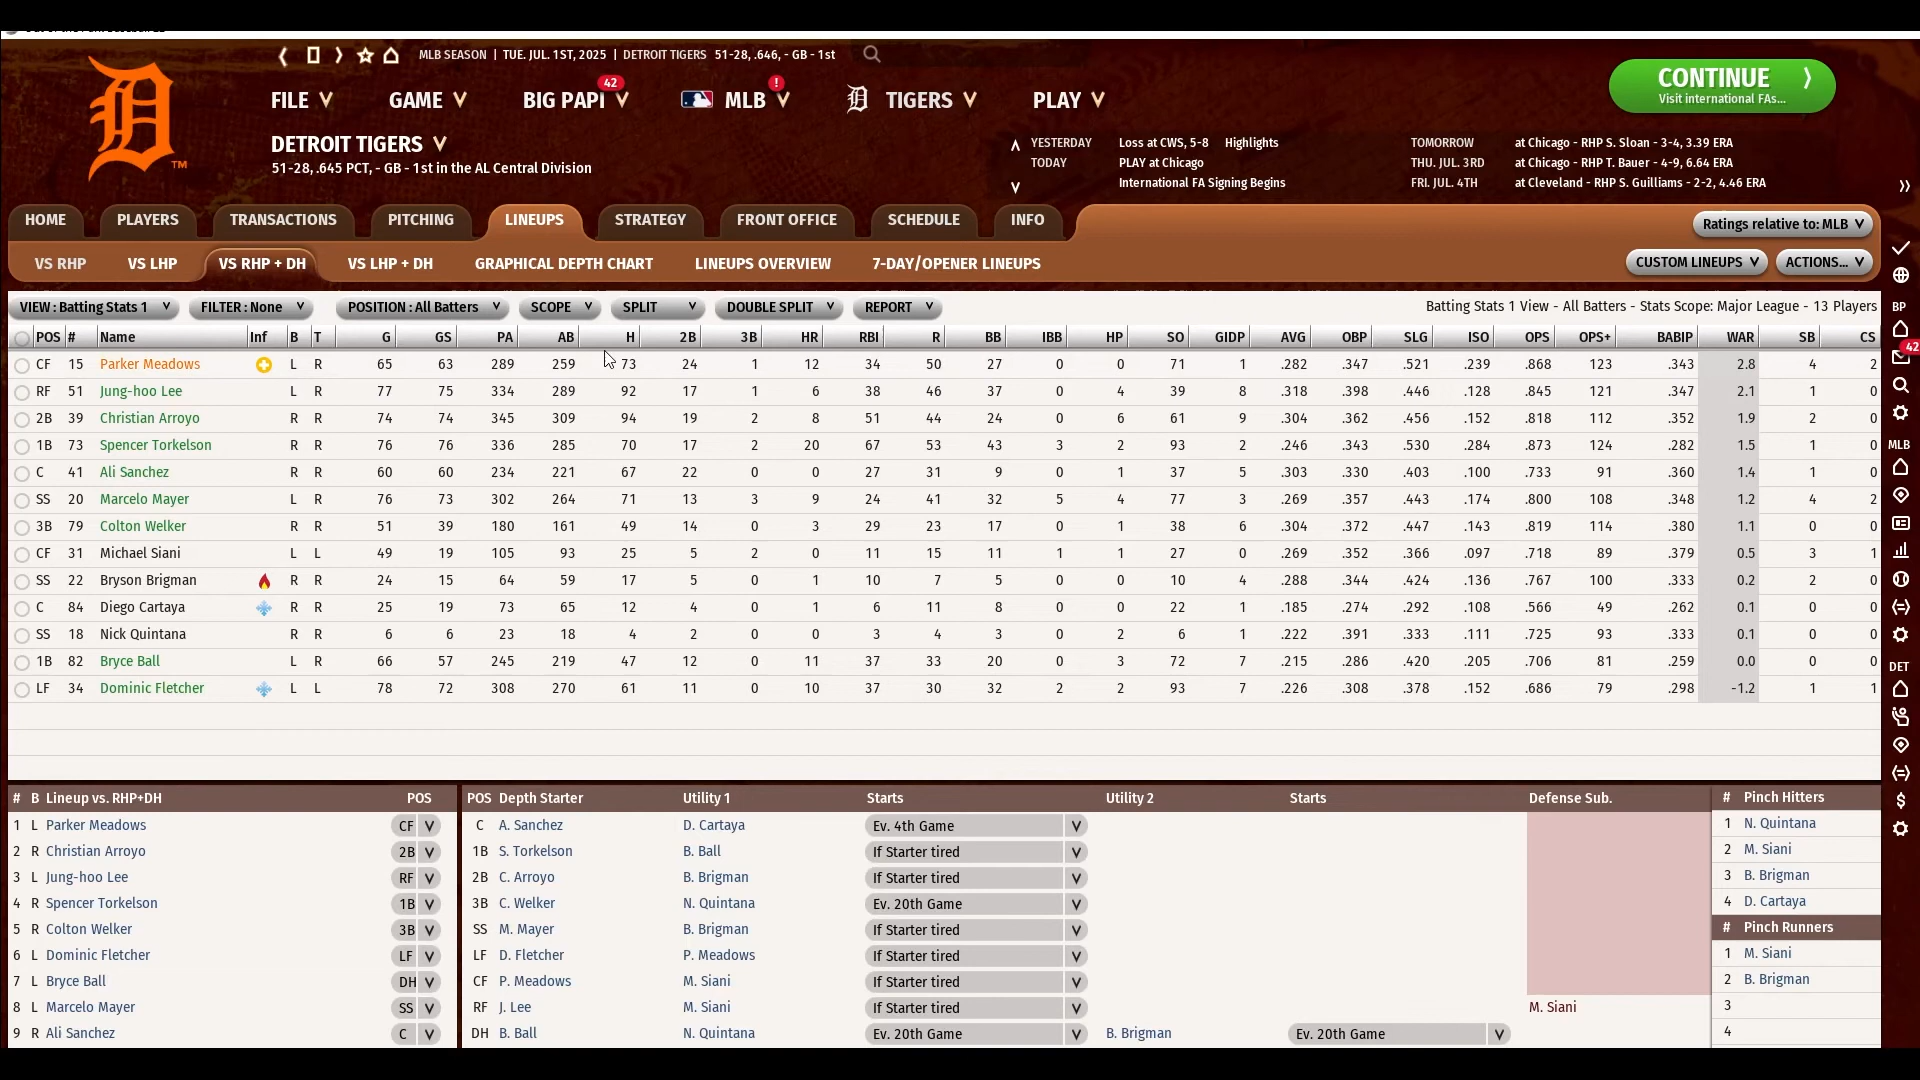 MLB SEASON | TUE. JUL. 1ST, 2025 | DETROIT TIGERS 51-28, .646, - GB - 1st
FILE GAME BIG PAPI 42 MLB ! TIGERS PLAY
CONTINUE
Visit international FAs...
DETROIT TIGERS
51-28, .645 PCT, - GB - 1st in the AL Central Division
YESTERDAY Loss at CWS, 5-8 Highlights TOMORROW at Chicago - RHP S. Sloan - 3-4, 3.39 ERA
TODAY PLAY at Chicago THU. JUL. 3RD at Chicago - RHP T. Bauer - 4-9, 6.64 ERA
International FA Signing Begins FRI. JUL. 4TH at Cleveland - RHP S. Guilliams - 2-2, 4.46 ERA
HOME PLAYERS TRANSACTIONS PITCHING LINEUPS STRATEGY FRONT OFFICE SCHEDULE INFO Ratings relative to: MLB
VS RHP VS LHP VS RHP + DH VS LHP + DH GRAPHICAL DEPTH CHART LINEUPS OVERVIEW 7-DAY/OPENER LINEUPS CUSTOM LINEUPS ACTIONS...
VIEW : Batting Stats 1 FILTER : None POSITION : All Batters SCOPE SPLIT DOUBLE SPLIT REPORT Batting Stats 1 View - All Batters - Stats Scope: Major League - 13 Players
POS # Name Inf B T G GS PA AB H 2B 3B HR RBI R BB IBB HP SO GIDP AVG OBP SLG ISO OPS OPS+ BABIP WAR SB CS
CF 15 Parker Meadows L R 65 63 289 259 73 24 1 12 34 50 27 0 0 71 1 .282 .347 .521 .239 .868 123 .343 2.8 4 2
RF 51 Jung-hoo Lee L R 77 75 334 289 92 17 1 6 38 46 37 0 4 39 8 .318 .398 .446 .128 .845 121 .347 2.1 1 0
2B 39 Christian Arroyo R R 74 74 345 309 94 19 2 8 51 44 24 0 6 61 9 .304 .362 .456 .152 .818 112 .352 1.9 2 0
1B 73 Spencer Torkelson R R 76 76 336 285 70 17 2 20 67 53 43 3 2 93 2 .246 .343 .530 .284 .873 124 .282 1.5 1 0
C 41 Ali Sanchez R R 60 60 234 221 67 22 0 0 27 31 9 0 1 37 5 .303 .330 .403 .100 .733 91 .360 1.4 1 0
SS 20 Marcelo Mayer L R 76 73 302 264 71 13 3 9 24 41 32 5 4 77 3 .269 .357 .443 .174 .800 108 .348 1.2 4 2
3B 79 Colton Welker R R 51 39 180 161 49 14 0 3 29 23 17 0 1 38 6 .304 .372 .447 .143 .819 114 .380 1.1 0 0
CF 31 Michael Siani L L 49 19 105 93 25 5 2 0 11 15 11 1 1 27 0 .269 .352 .366 .097 .718 89 .379 0.5 3 1
SS 22 Bryson Brigman R R 24 15 64 59 17 5 0 1 10 7 5 0 0 10 4 .288 .344 .424 .136 .767 100 .333 0.2 2 0
C 84 Diego Cartaya R R 25 19 73 65 12 4 0 1 6 11 8 0 0 22 1 .185 .274 .292 .108 .566 49 .262 0.1 0 0
SS 18 Nick Quintana R R 6 6 23 18 4 2 0 0 3 4 3 0 2 6 1 .222 .391 .333 .111 .725 93 .333 0.1 0 0
1B 82 Bryce Ball L R 66 57 245 219 47 12 0 11 37 33 20 0 3 72 7 .215 .286 .420 .205 .706 81 .259 0.0 0 0
LF 34 Dominic Fletcher L L 78 72 308 270 61 11 0 10 37 30 32 2 2 93 7 .226 .308 .378 .152 .686 79 .298 -1.2 1 1
# B Lineup vs. RHP+DH POS
1 L Parker Meadows CF
2 R Christian Arroyo 2B
3 L Jung-hoo Lee RF
4 R Spencer Torkelson 1B
5 R Colton Welker 3B
6 L Dominic Fletcher LF
7 L Bryce Ball DH
8 L Marcelo Mayer SS
9 R Ali Sanchez C
POS Depth Starter Utility 1 Starts Utility 2 Starts Defense Sub.
C A. Sanchez D. Cartaya Ev. 4th Game
1B S. Torkelson B. Ball If Starter tired
2B C. Arroyo B. Brigman If Starter tired
3B C. Welker N. Quintana Ev. 20th Game
SS M. Mayer B. Brigman If Starter tired
LF D. Fletcher P. Meadows If Starter tired
CF P. Meadows M. Siani If Starter tired
RF J. Lee M. Siani If Starter tired M. Siani
DH B. Ball N. Quintana Ev. 20th Game B. Brigman Ev. 20th Game
# Pinch Hitters
1 N. Quintana
2 M. Siani
3 B. Brigman
4 D. Cartaya
# Pinch Runners
1 M. Siani
2 B. Brigman
3
4
BP
42
MLB
DET